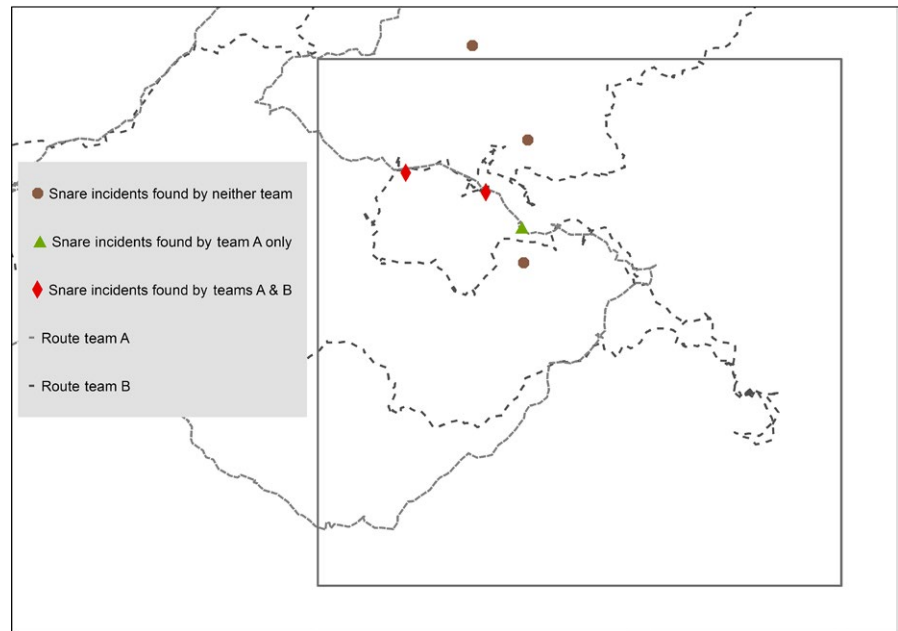 Snare incidents found by neither team
Snare incidents found by team A only
Snare incidents found by teams A & B
Route team A
Route team B